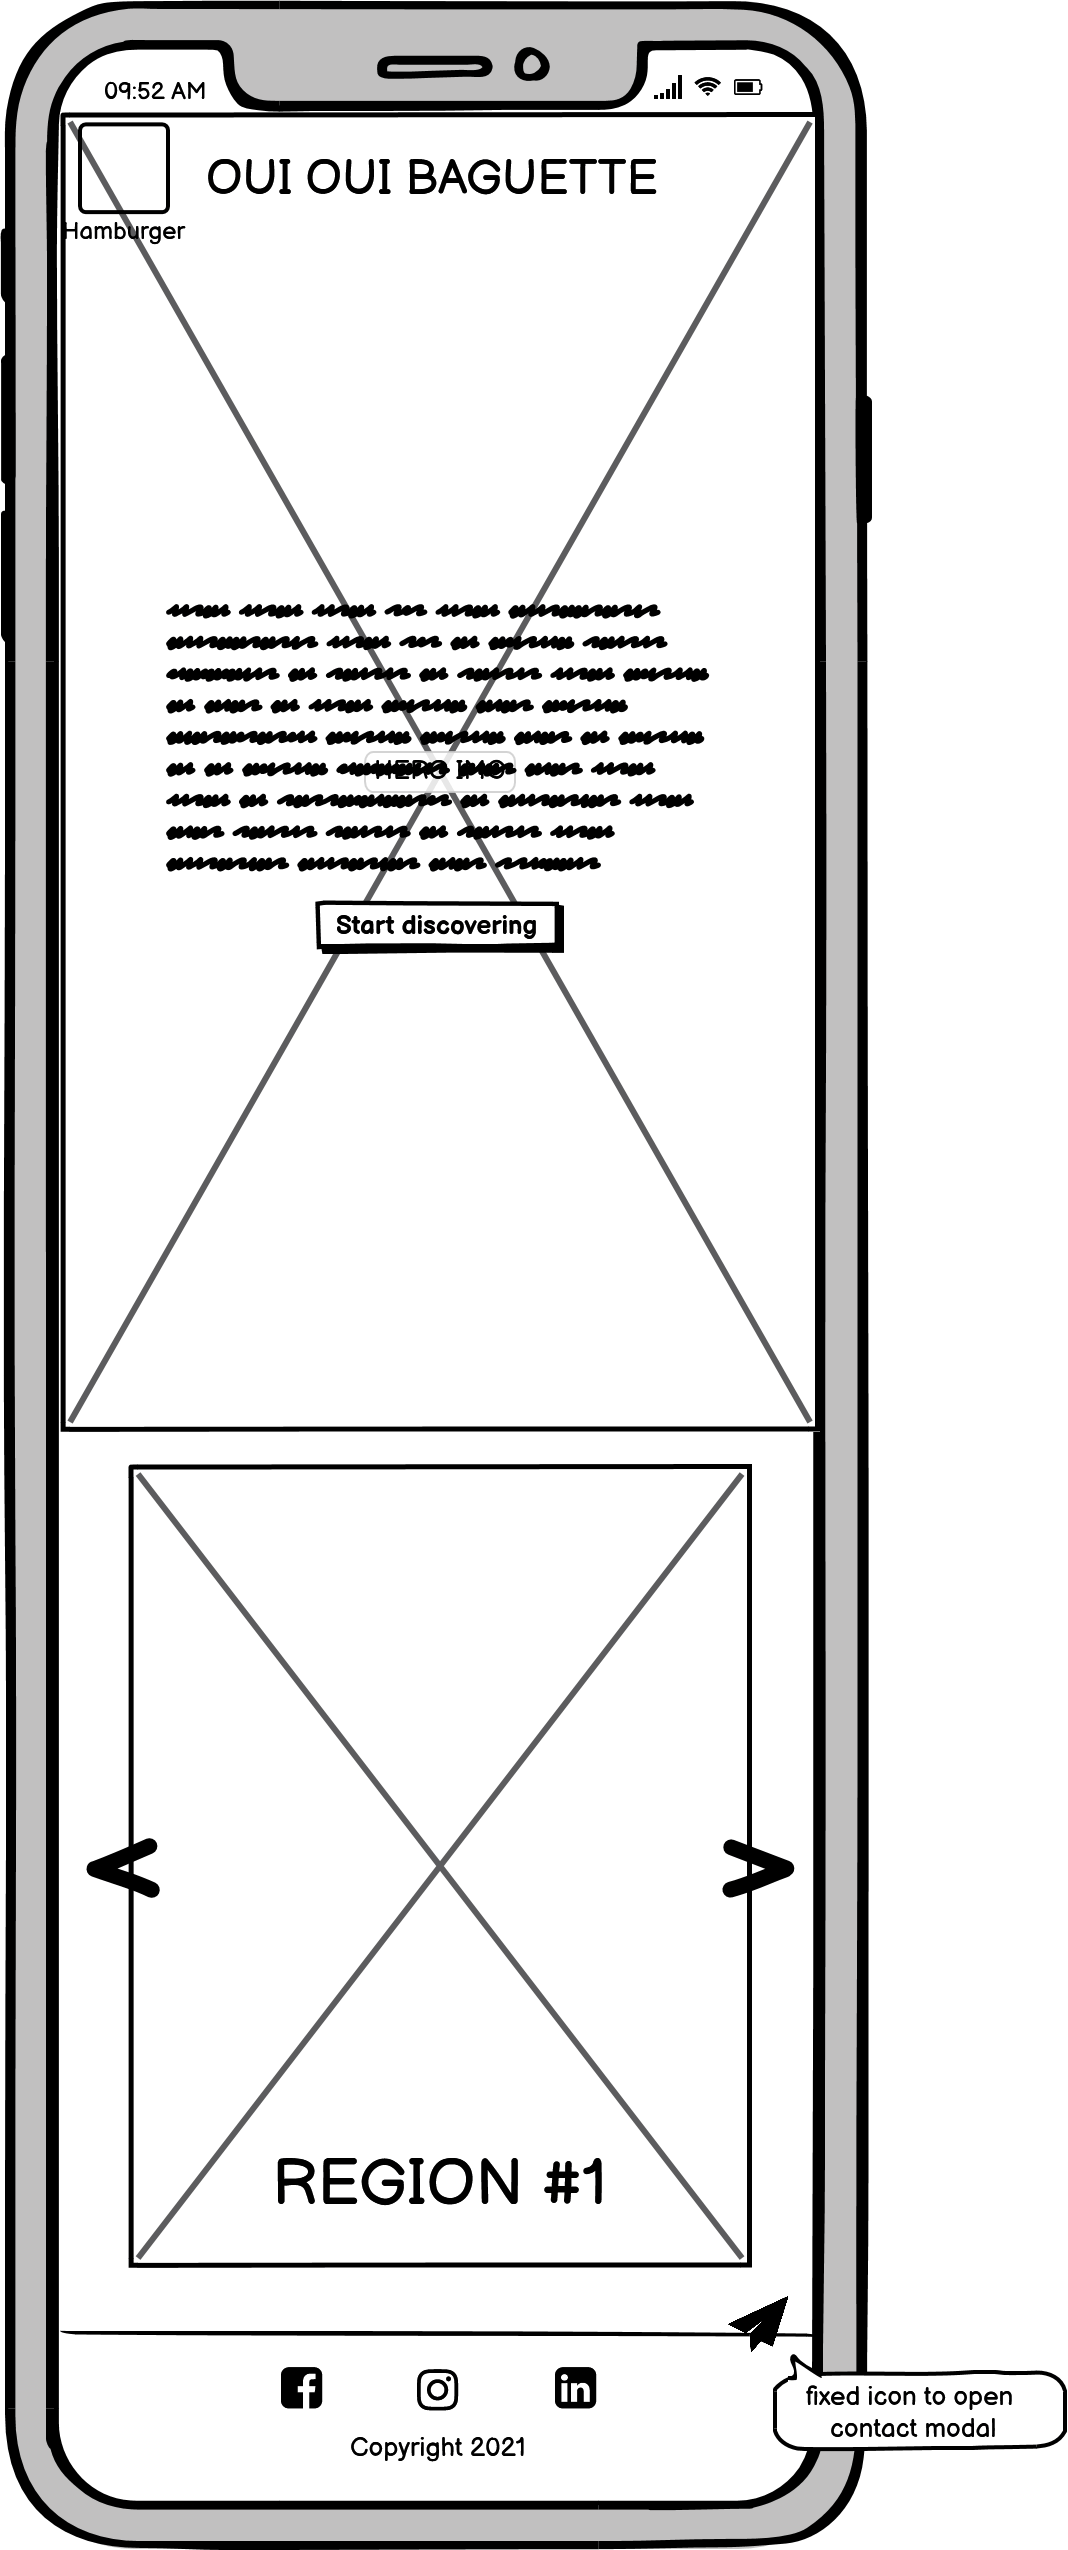 09:52 AM
OUI OUI BAGUETTE
Hamburger
HERO IMG
Start discovering
<
>
REGION #1
fixed icon to open
contact modal
Copyright 2021